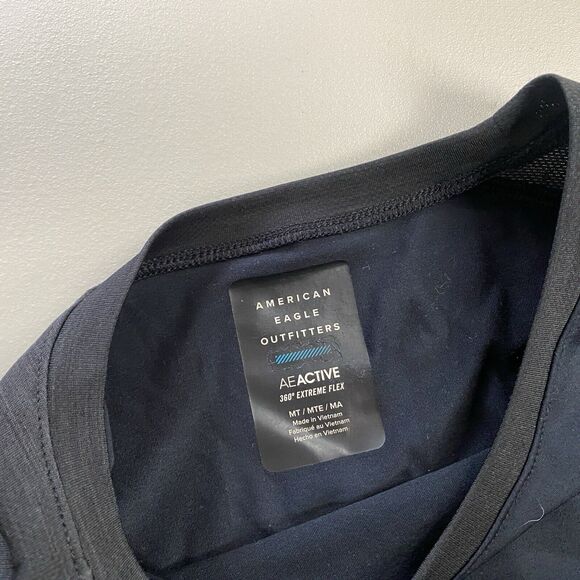 AMERICAN
EAGLE
OUTFITTERS
AEACTIVE
360° EXTREME FLEX
MT / MTE / MA
Made in Vietnam
Fabriqué au Vietnam
Hecho en Vietnam